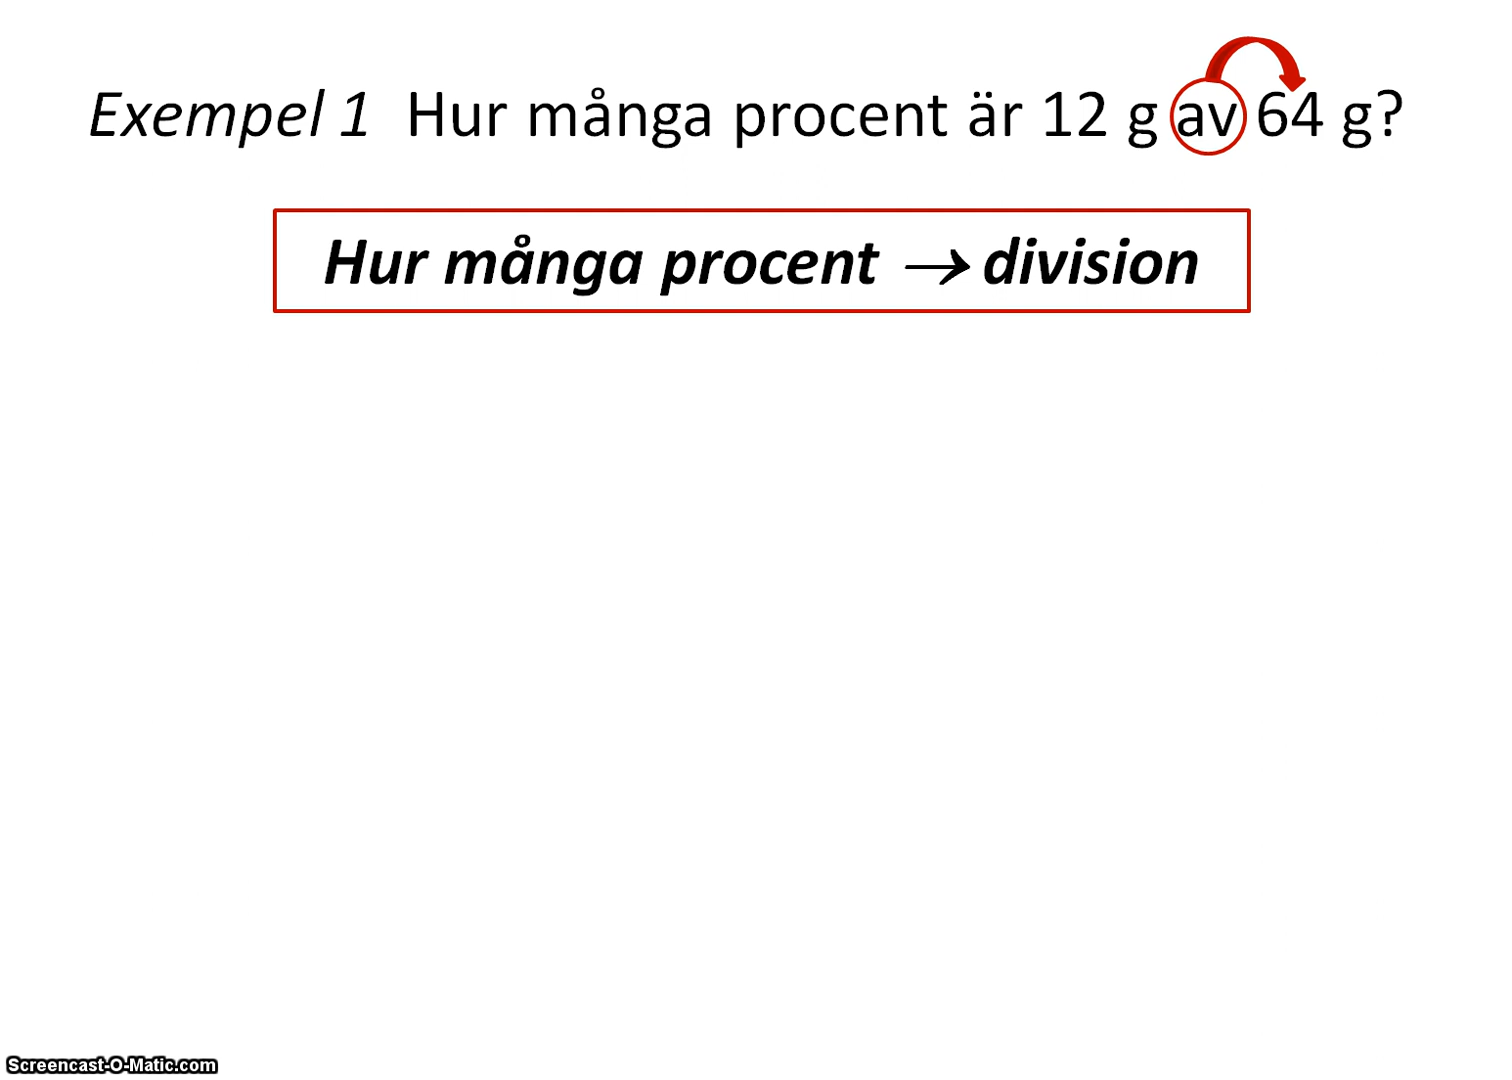 Exempel 1 Hur många procent är 12 g av 64 g?
Hur många procent → division
Screencast-O-Matic.com